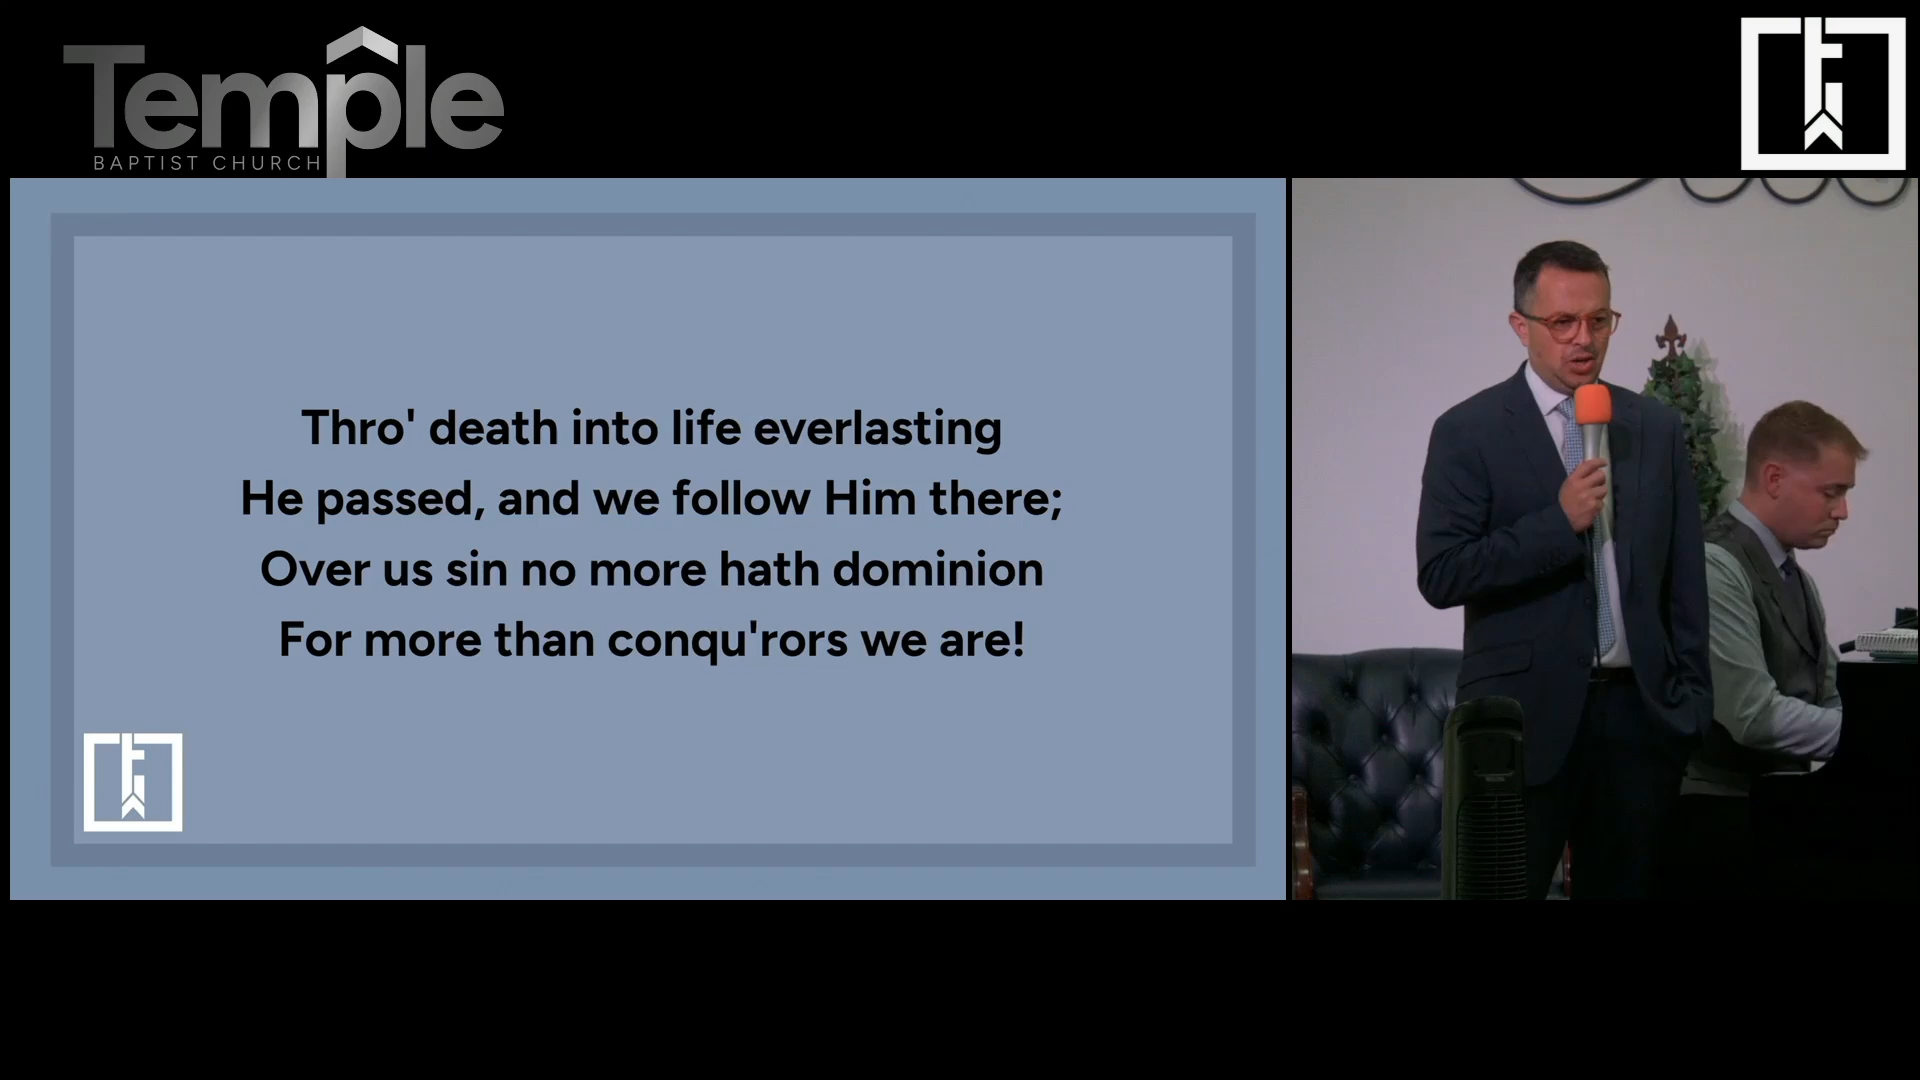 Temple
BAPTIST CHURCH
Thro' death into life everlasting
He passed, and we follow Him there;
Over us sin no more hath dominion
For more than conqu'rors we are!